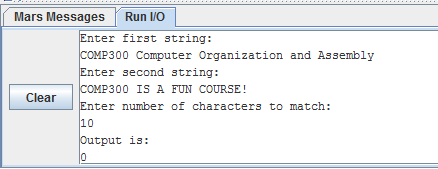 Mars Messages Run I/O
Enter first string:
COMP300 Computer Organization and Assembly
Enter second string:
COMP300 IS A FUN COURSE!
Enter number of characters to match:
Clear
10
Output is:
0